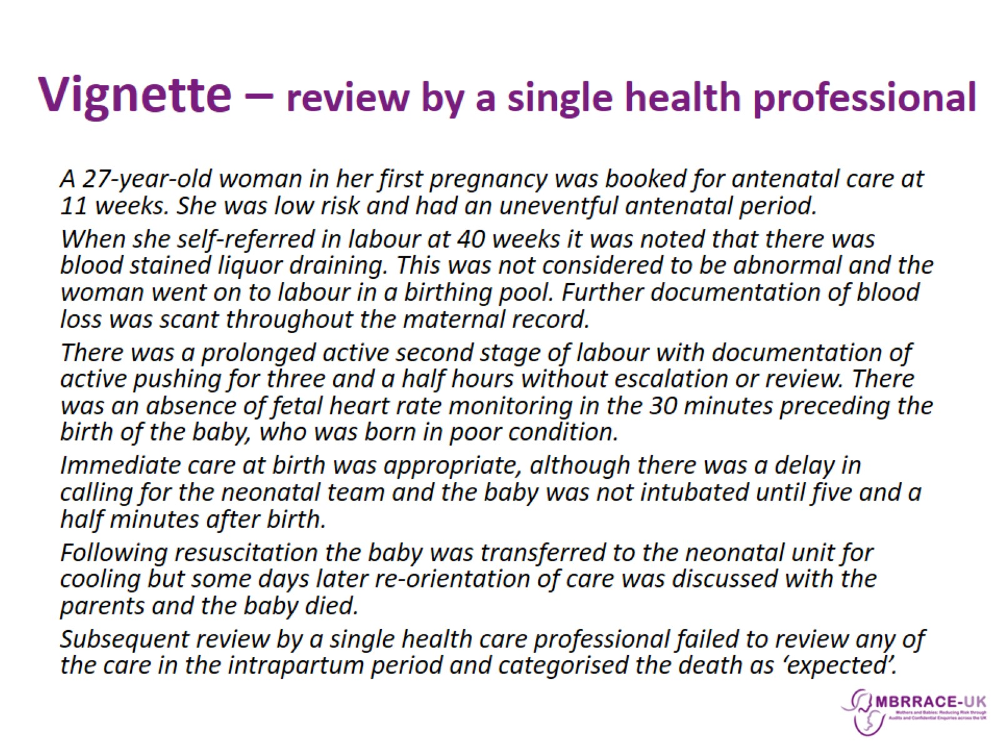 Vignette – review by a single health professional
A 27-year-old woman in her first pregnancy was booked for antenatal care at
11 weeks. She was low risk and had an uneventful antenatal period.
When she self-referred in labour at 40 weeks it was noted that there was
blood stained liquor draining. This was not considered to be abnormal and the
woman went on to labour in a birthing pool. Further documentation of blood
loss was scant throughout the maternal record.
There was a prolonged active second stage of labour with documentation of
active pushing for three and a half hours without escalation or review. There
was an absence of fetal heart rate monitoring in the 30 minutes preceding the
birth of the baby, who was born in poor condition.
Immediate care at birth was appropriate, although there was a delay in
calling for the neonatal team and the baby was not intubated until five and a
half minutes after birth.
Following resuscitation the baby was transferred to the neonatal unit for
cooling but some days later re-orientation of care was discussed with the
parents and the baby died.
Subsequent review by a single health care professional failed to review any of
the care in the intrapartum period and categorised the death as ‘expected’.
MBRRACE-UK
Mothers and Babies: Reducing Risk through
Audits and Confidential Enquiries across the UK